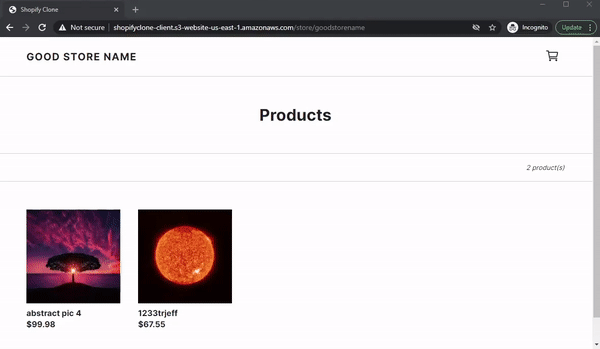 Shopify Clone
Not secure | shopifyclone-client.s3-website-us-east-1.amazonaws.com/store/goodstorename
Incognito
Update
GOOD STORE NAME
Products
2 product(s)
abstract pic 4
$99.98
1233trjeff
$67.55